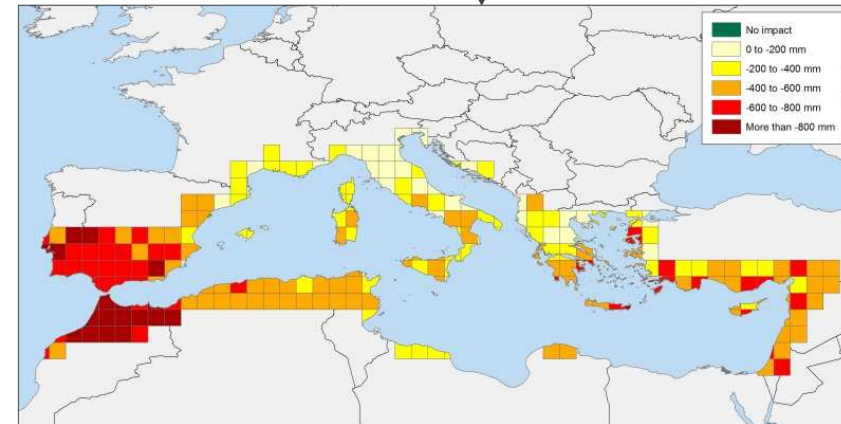 No impact
0 to -200 mm
-200 to -400 mm
-400 to -600 mm
-600 to -800 mm
More than -800 mm